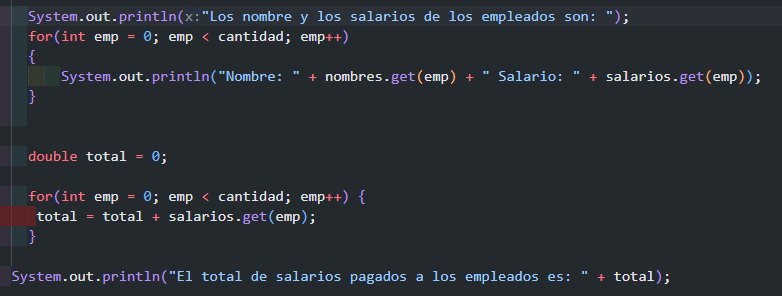 System.out.println(x:"Los nombre y los salarios de los empleados son: ");
for(int emp = 0; emp < cantidad; emp++)
{
System.out.println("Nombre: " + nombres.get(emp) + " Salario: " + salarios.get(emp));
}
double total = 0;
for(int emp = 0; emp < cantidad; emp++) {
total = total + salarios.get(emp);
}
System.out.println("El total de salarios pagados a los empleados es: " + total);